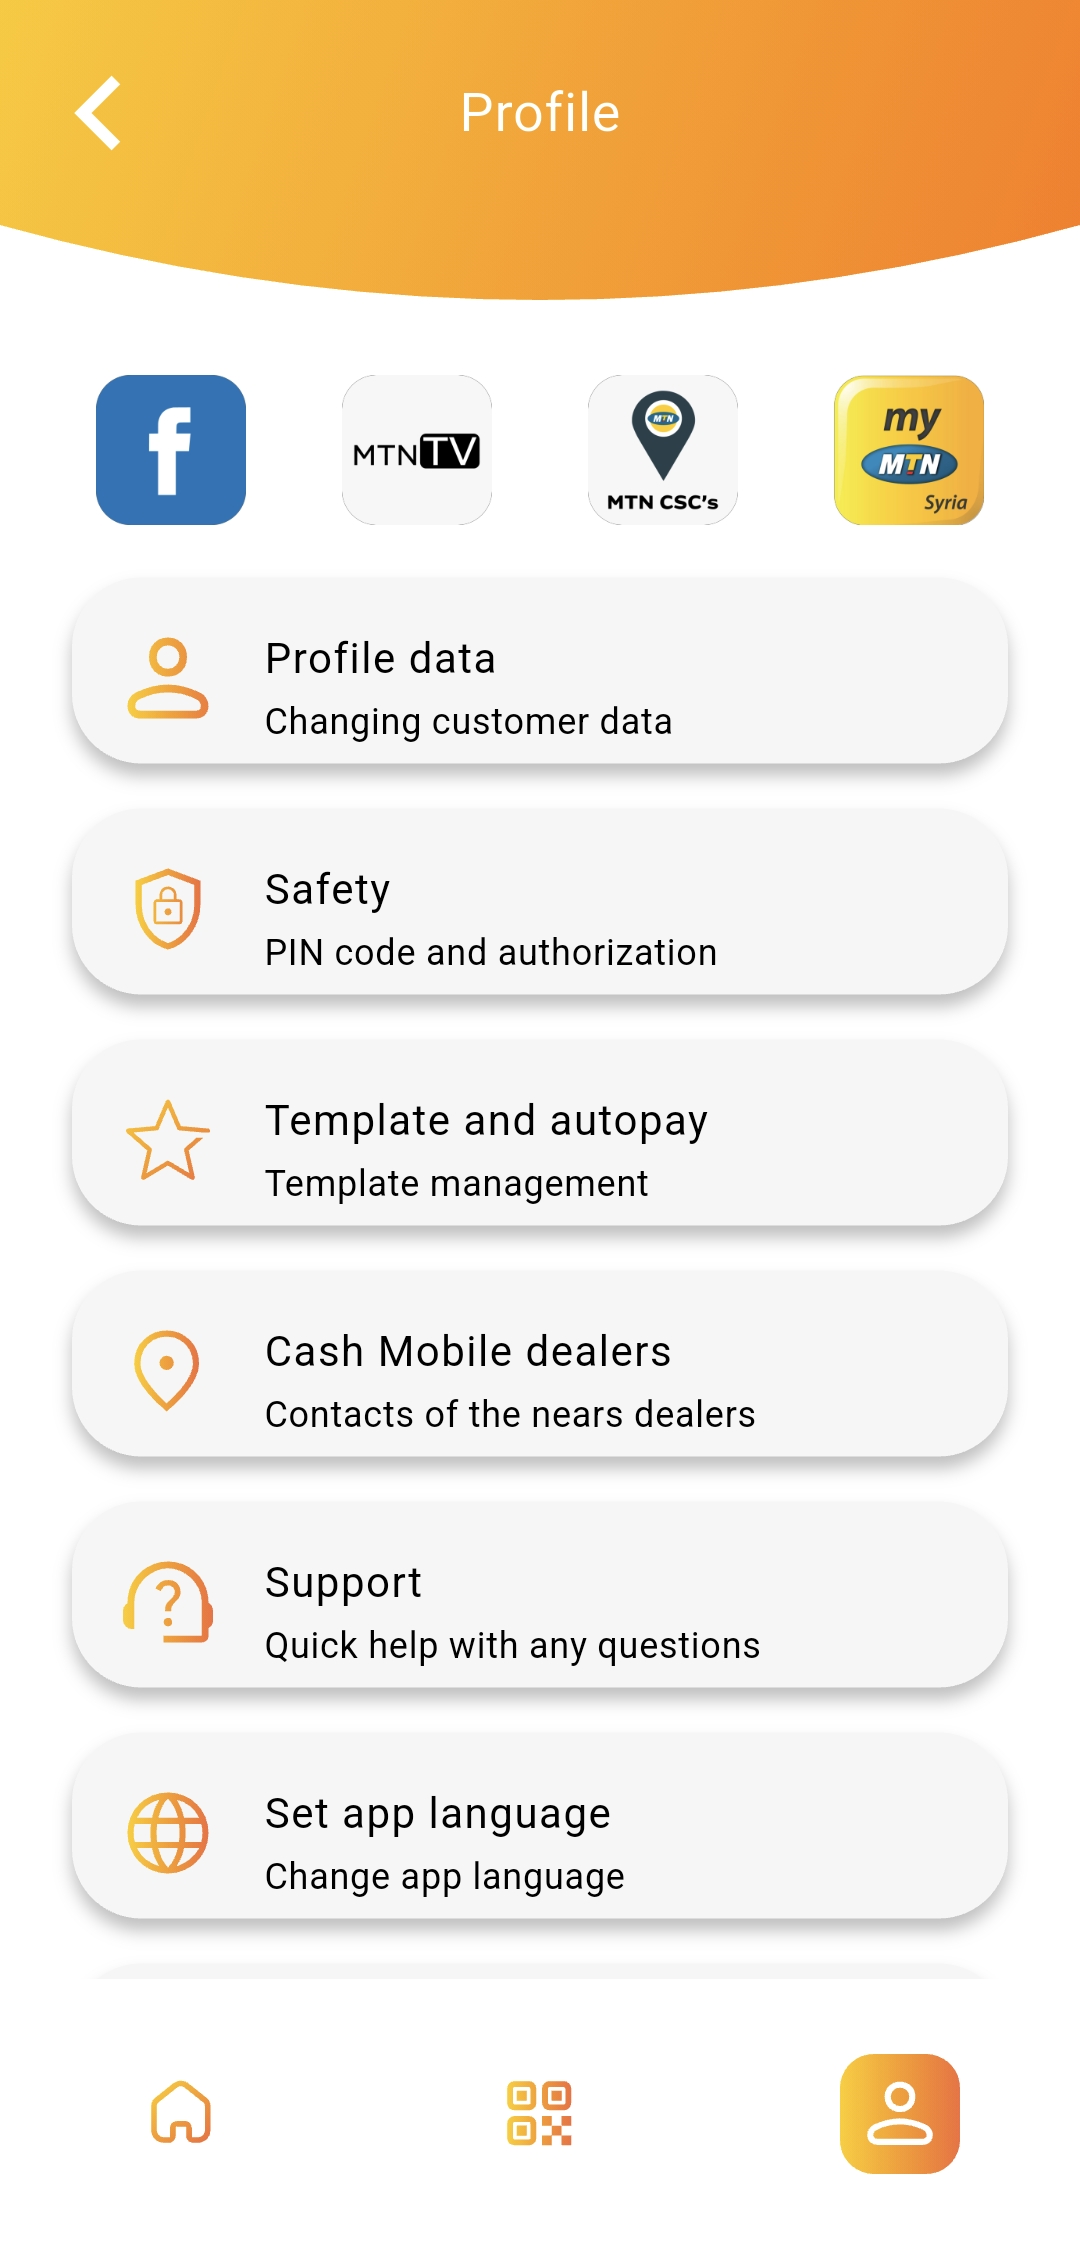 Profile
f
MTN TV
MTN
MTN CSC's
my
MTN
Syria
Profile data
Changing customer data
Safety
PIN code and authorization
Template and autopay
Template management
Cash Mobile dealers
Contacts of the nears dealers
?
Support
Quick help with any questions
Set app language
Change app language